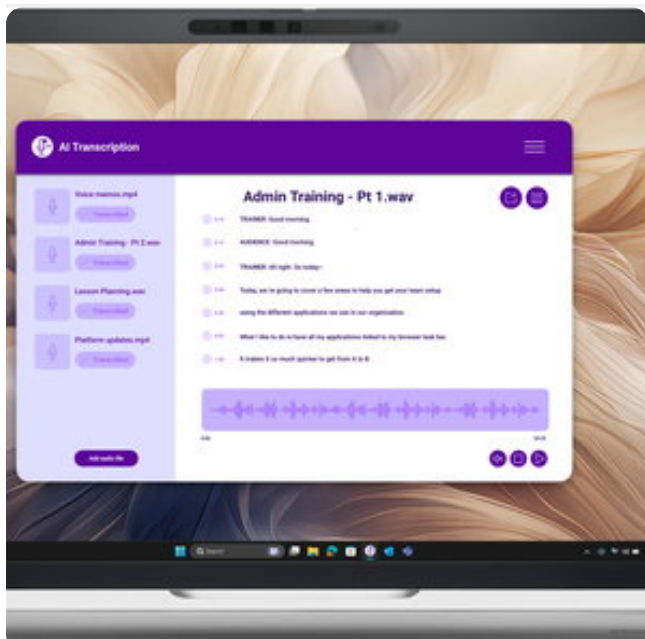 AI Transcription
Voice memos.mp4
Transcribed
Admin Training - Pt 1.wav
Transcribed
Lesson Planning.wav
Transcribed
Platform updates.mp4
Transcribed
Add audio file
Admin Training - Pt 1.wav
TRAINER: Good morning
AUDIENCE: Good morning
TRAINER: All right. So today–
Today, we're going to cover a few areas to help you get your team setup
using the different applications we use in our organisation.
What I like to do is have all my applications linked to my browser task bar.
It makes it so much quicker to get from A to B.
Search